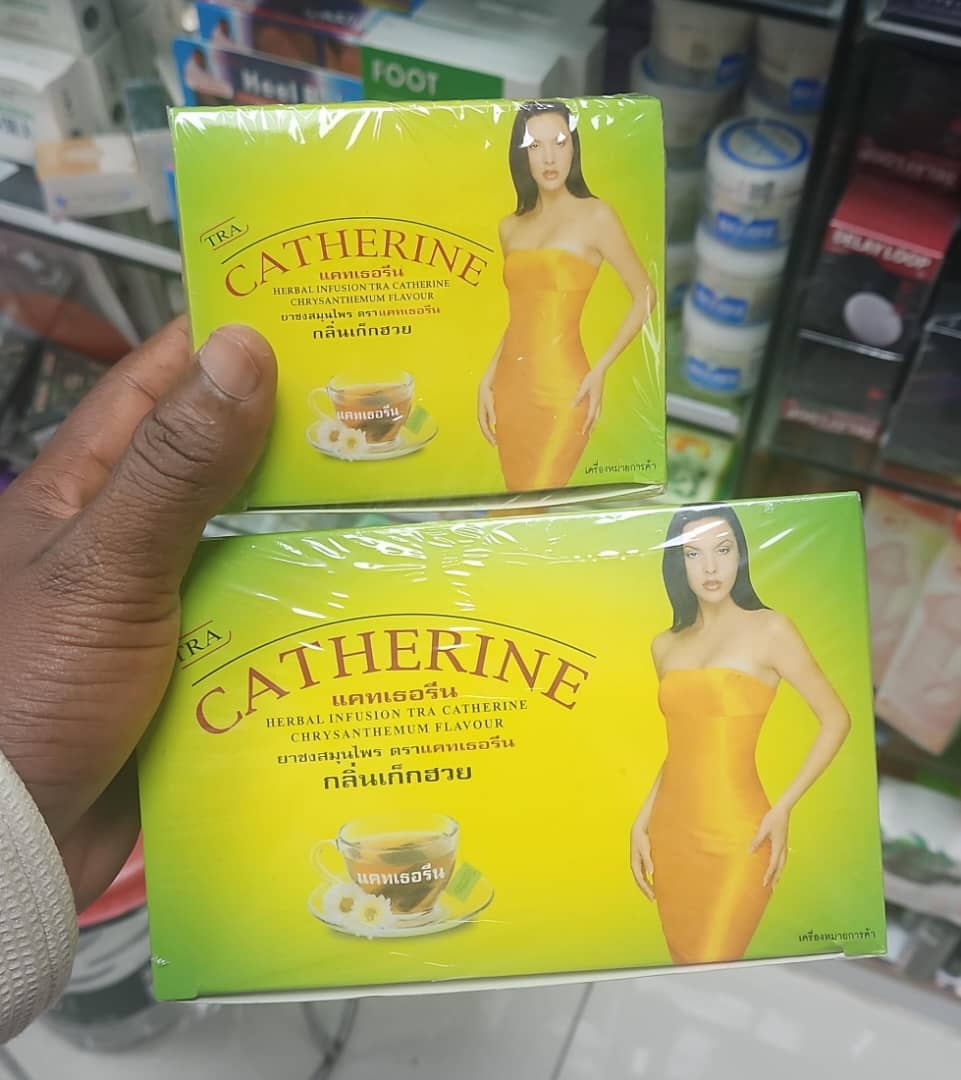 FOOT
TRA
CATHERINE
แคทเธอรีน
HERBAL INFUSION TRA CATHERINE
CHRYSANTHEMUM FLAVOUR
ยาชงสมุนไพร ตราแคทเธอรีน
กลิ่นเก๊กฮวย
แคทเธอรีน
เครื่องหมายการค้า
DELAY LOOP
TRA
CATHERINE
แคทเธอรีน
HERBAL INFUSION TRA CATHERINE
CHRYSANTHEMUM FLAVOUR
ยาชงสมุนไพร ตราแคทเธอรีน
กลิ่นเก๊กฮวย
แคทเธอรีน
เครื่องหมายการค้า